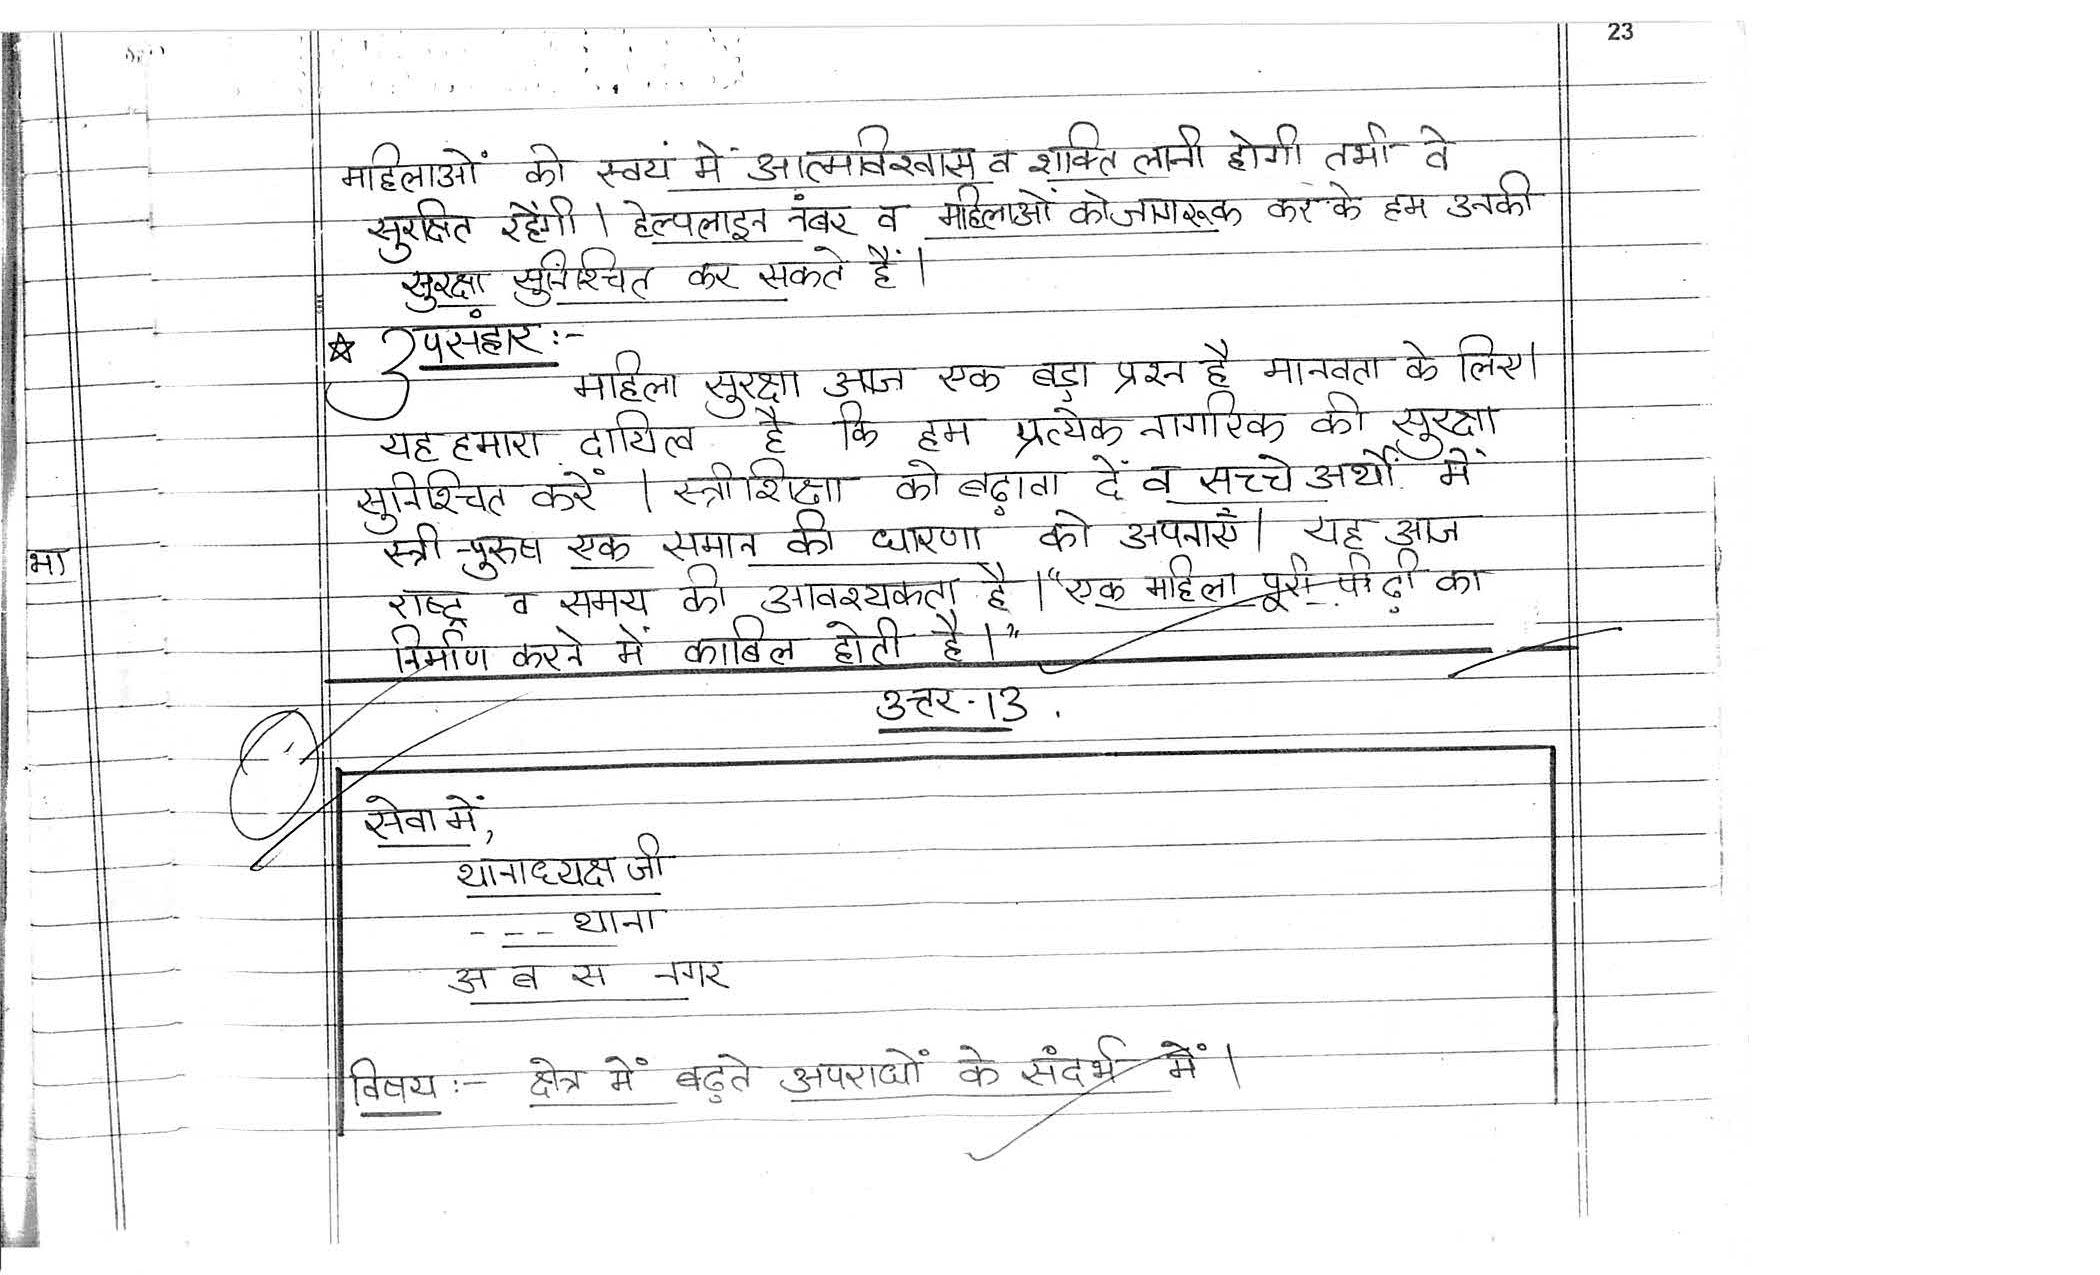 23
महिलाओं को स्वयं में आत्मविश्वास व शक्ति लानी होगी तभी वे
सुरक्षित रहेंगी। हेल्पलाइन नंबर व महिलाओं को जागरूक कर के हम उनकी
सुरक्षा सुनिश्चित कर सकते हैं।
☆ उपसंहार :-
महिला सुरक्षा आज एक बड़ा प्रश्न है मानवता के लिए।
यह हमारा दायित्व है कि हम प्रत्येक नागरिक की सुरक्षा
सुनिश्चित करें। स्त्री शिक्षा को बढ़ावा दें व सच्चे अर्थों में
स्त्री-पुरुष एक समान की धारणा को अपनाएँ। यह आज
भा
राष्ट्र व समय की आवश्यकता है। "एक महिला पूरी पीढ़ी का
निर्माण करने में काबिल होती है।"
उत्तर-13.
सेवा में,
थानाध्यक्ष जी
---- थाना
अ ब स नगर
विषय :- क्षेत्र में बढ़ते अपराधों के संदर्भ में।